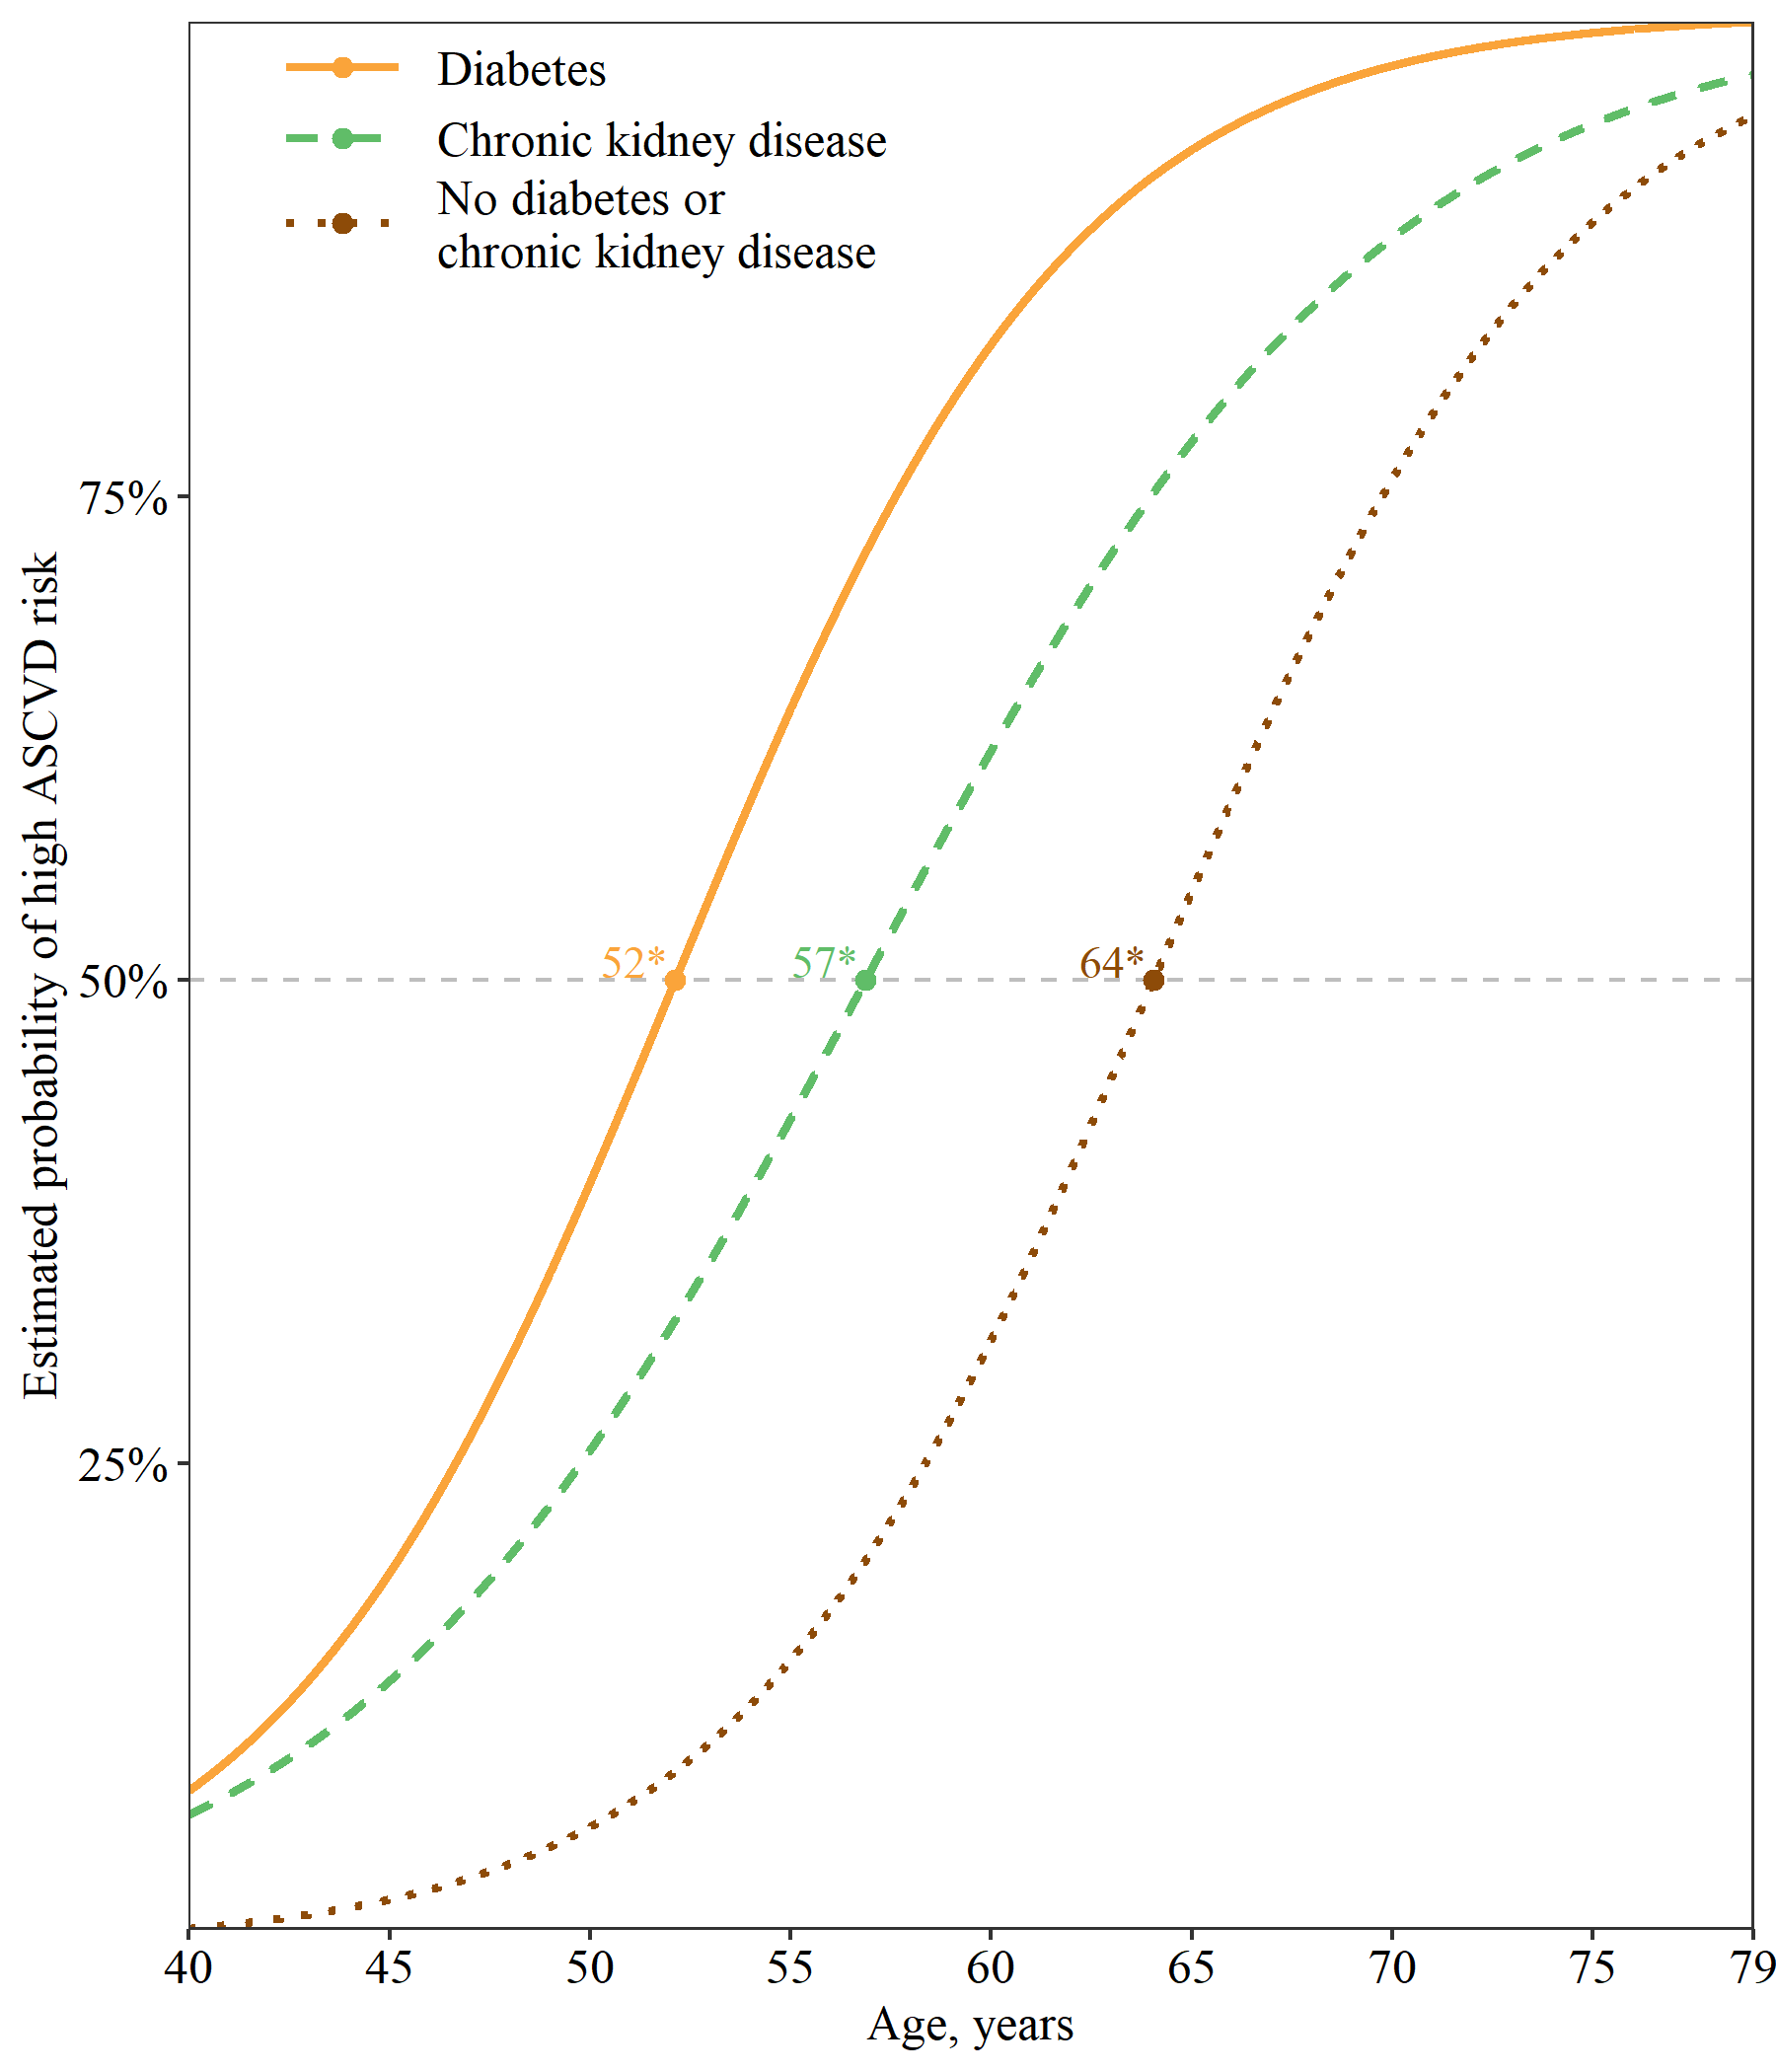 Diabetes
Chronic kidney disease
No diabetes or
chronic kidney disease
Estimated probability of high ASCVD risk
75%
50%
25%
52*
57*
64*
40 45 50 55 60 65 70 75 79
Age, years